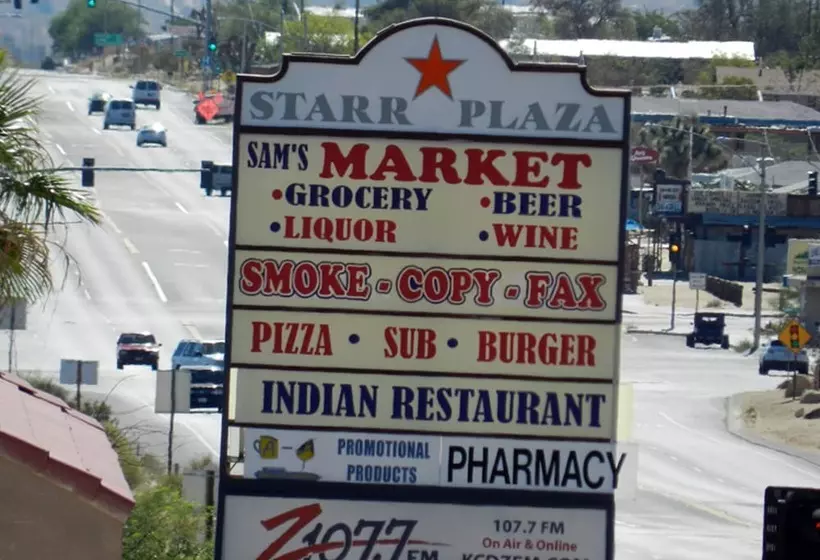 STARR PLAZA
SAM'S MARKET
•GROCERY •BEER
•LIQUOR •WINE
SMOKE - COPY - FAX
PIZZA • SUB • BURGER
INDIAN RESTAURANT
PROMOTIONAL
PRODUCTS
PHARMACY
Z107.7 FM
107.7 FM
On Air & Online